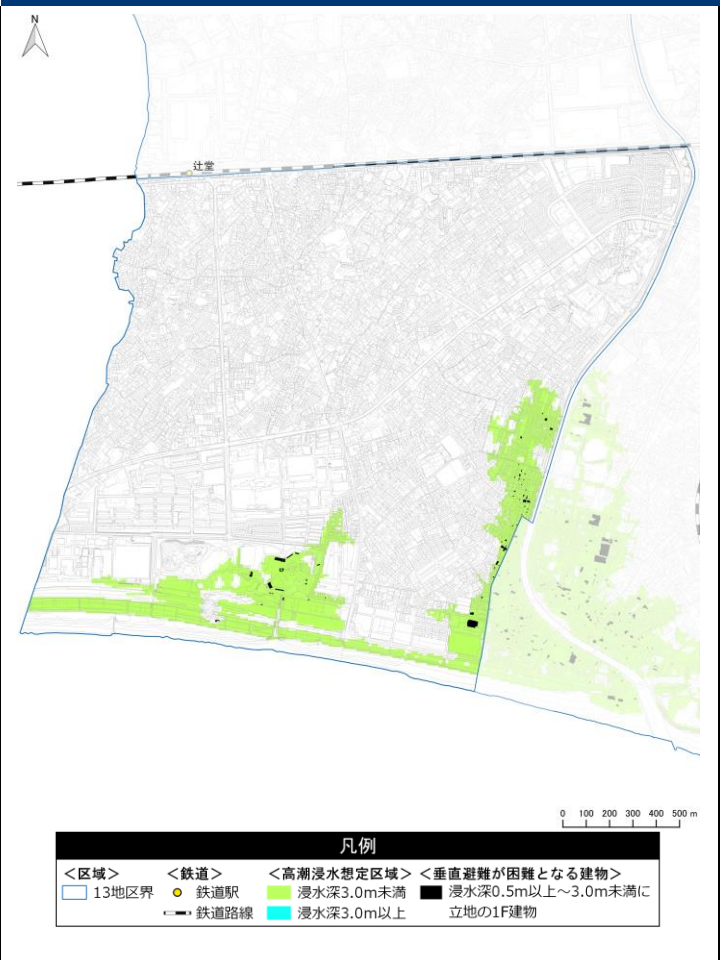 N
辻堂
0 100 200 300 400 500 m
凡例
＜区域＞ ＜鉄道＞ ＜高潮浸水想定区域＞ ＜垂直避難が困難となる建物＞
13地区界 鉄道駅 浸水深3.0m未満 浸水深0.5m以上～3.0m未満に
鉄道路線 浸水深3.0m以上 立地の1F建物